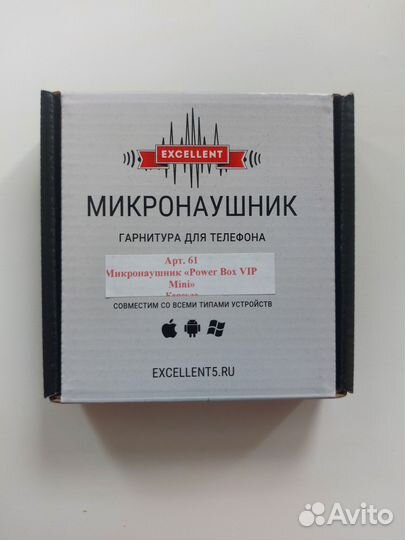 EXCELLENT
МИКРОНАУШНИК
ГАРНИТУРА ДЛЯ ТЕЛЕФОНА
Арт. 61
Микронаушник «Power Box VIP
Mini»
СОВМЕСТИМ СО ВСЕМИ ТИПАМИ УСТРОЙСТВ
EXCELLENT5.RU
Avito